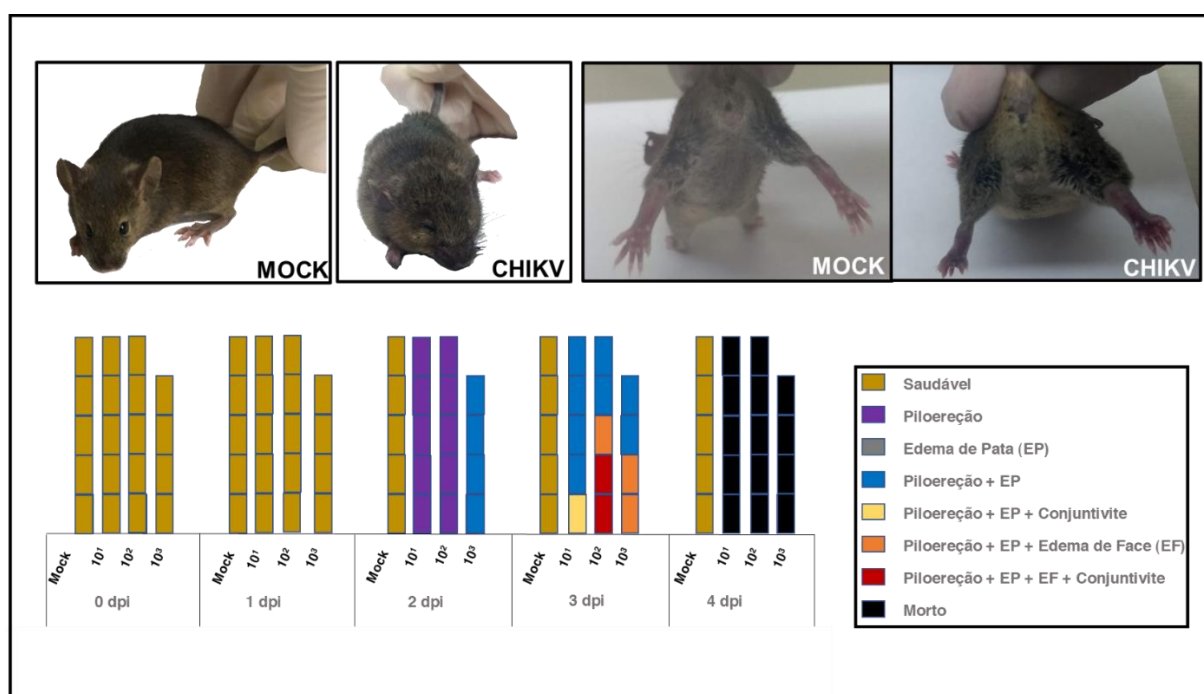 MOCK
CHIKV
MOCK
CHIKV
Mock 10¹ 10² 10³ Mock 10¹ 10² 10³ Mock 10¹ 10² 10³ Mock 10¹ 10² 10³ Mock 10¹ 10² 10³
0 dpi 1 dpi 2 dpi 3 dpi 4 dpi
Saudável
Piloereção
Edema de Pata (EP)
Piloereção + EP
Piloereção + EP + Conjuntivite
Piloereção + EP + Edema de Face (EF)
Piloereção + EP + EF + Conjuntivite
Morto